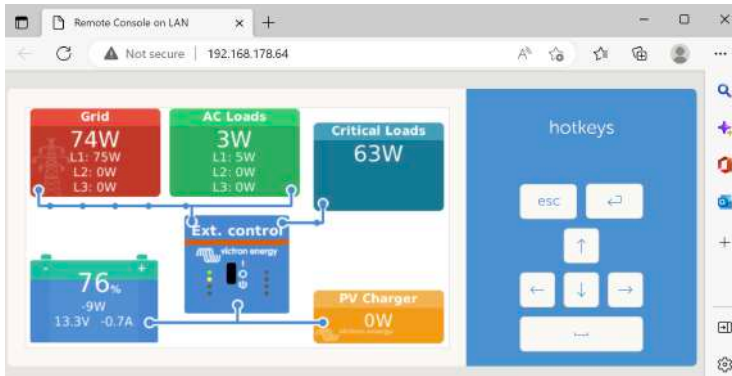 Remote Console on LAN
Not secure
192.168.178.64
Grid
74W
L1: 75W
L2: 0W
L3: 0W
AC Loads
3W
L1: 5W
L2: 0W
L3: 0W
Critical Loads
63W
Ext. control
victron energy
76%
-9W
13.3V -0.7A
PV Charger
0W
victron energy
hotkeys
esc